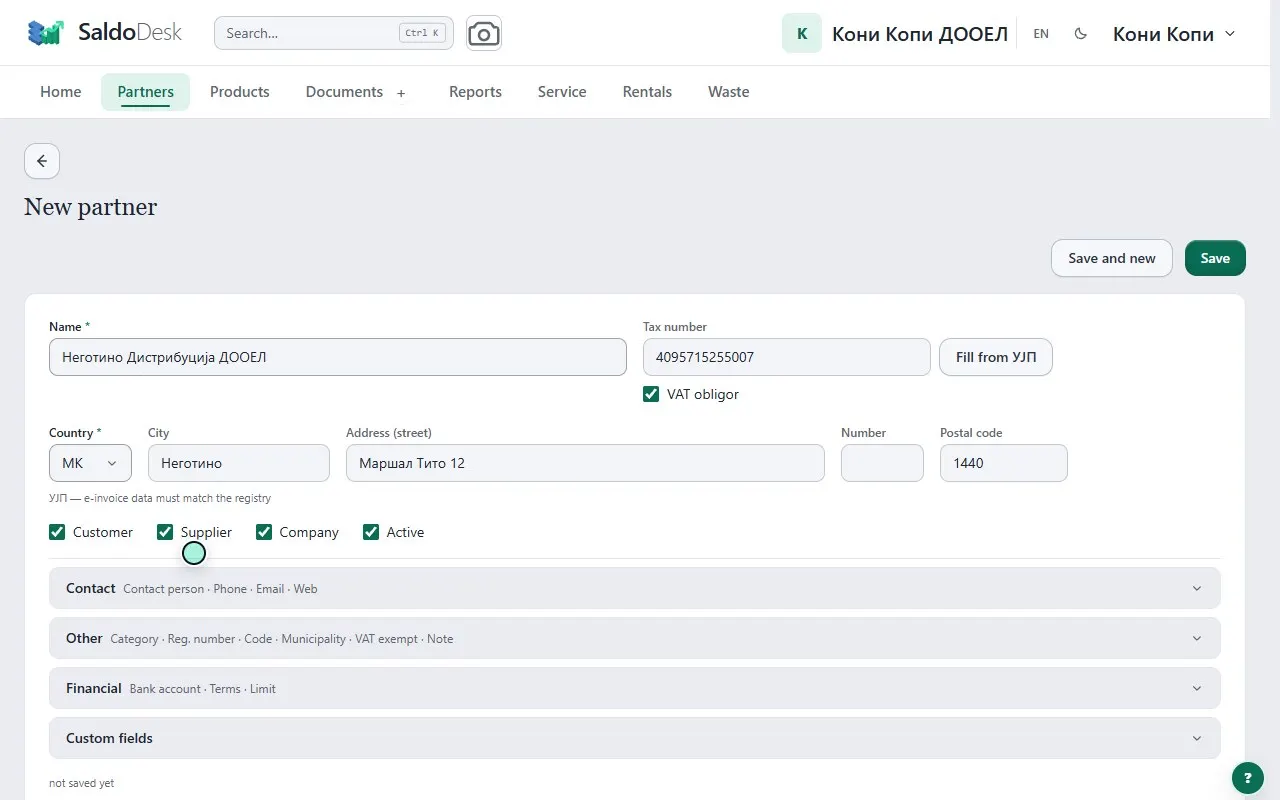 SaldoDesk
Search... Ctrl K
K Кони Копи ДООЕЛ EN Кони Копи
Home Partners Products Documents + Reports Service Rentals Waste
New partner
Save and new Save
Name * Tax number
Неготино Дистрибуција ДООЕЛ 4095715255007 Fill from УЈП
VAT obligor
Country * City Address (street) Number Postal code
MK Неготино Маршал Тито 12 1440
УЈП — e-invoice data must match the registry
Customer Supplier Company Active
Contact Contact person · Phone · Email · Web
Other Category · Reg. number · Code · Municipality · VAT exempt · Note
Financial Bank account · Terms · Limit
Custom fields
not saved yet
?